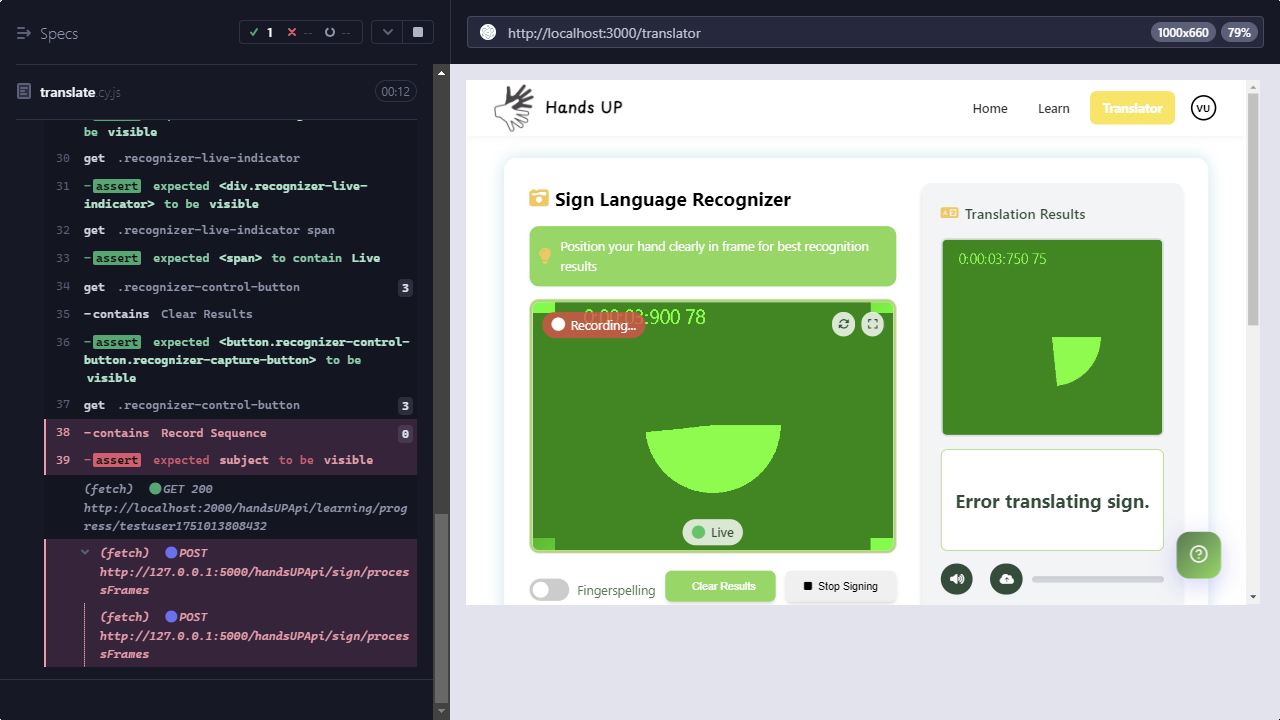 Specs
1
--
--
translate cy.js
00:12
be visible
30 get .recognizer-live-indicator
31 -assert expected <div.recognizer-live-
indicator> to be visible
32 get .recognizer-live-indicator span
33 -assert expected <span> to contain Live
34 get .recognizer-control-button 3
35 -contains Clear Results
36 -assert expected <button.recognizer-control-
button.recognizer-capture-button> to be
visible
37 get .recognizer-control-button 3
38 -contains Record Sequence 0
39 -assert expected subject to be visible
(fetch) GET 200
http://localhost:2000/handsUPApi/learning/prog
ress/testuser1751013808432
(fetch) POST
http://127.0.0.1:5000/handsUPApi/sign/proces
sFrames
(fetch) POST
http://127.0.0.1:5000/handsUPApi/sign/proces
sFrames
http://localhost:3000/translator
1000x660
79%
Hands UP
Home
Learn
Translator
VU
Sign Language Recognizer
Position your hand clearly in frame for best recognition
results
0:00:03:900 78
Recording...
Live
Fingerspelling
Clear Results
Stop Signing
Translation Results
0:00:03:750 75
Error translating sign.